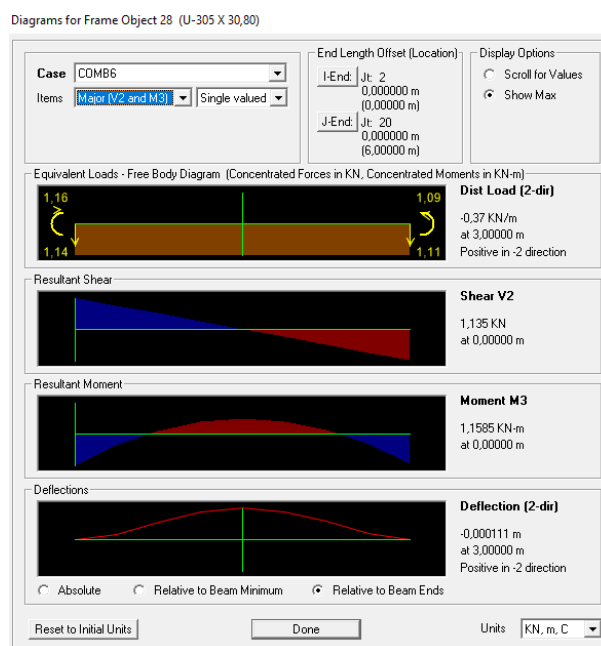 Diagrams for Frame Object 28 (U-305 X 30,80)
Case COMB6
Items Major (V2 and M3) Single valued
End Length Offset (Location)
I-End: Jt: 2
0,000000 m
(0,00000 m)
J-End: Jt: 20
0,000000 m
(6,00000 m)
Display Options
Scroll for Values
Show Max
Equivalent Loads - Free Body Diagram (Concentrated Forces in KN, Concentrated Moments in KN-m)
1,16 1,09
1,14 1,11
Dist Load (2-dir)
-0,37 KN/m
at 3,00000 m
Positive in -2 direction
Resultant Shear
Shear V2
1,135 KN
at 0,00000 m
Resultant Moment
Moment M3
1,1585 KN-m
at 0,00000 m
Deflections
Deflection (2-dir)
-0,000111 m
at 3,00000 m
Positive in -2 direction
Absolute Relative to Beam Minimum Relative to Beam Ends
Reset to Initial Units Done Units KN, m, C